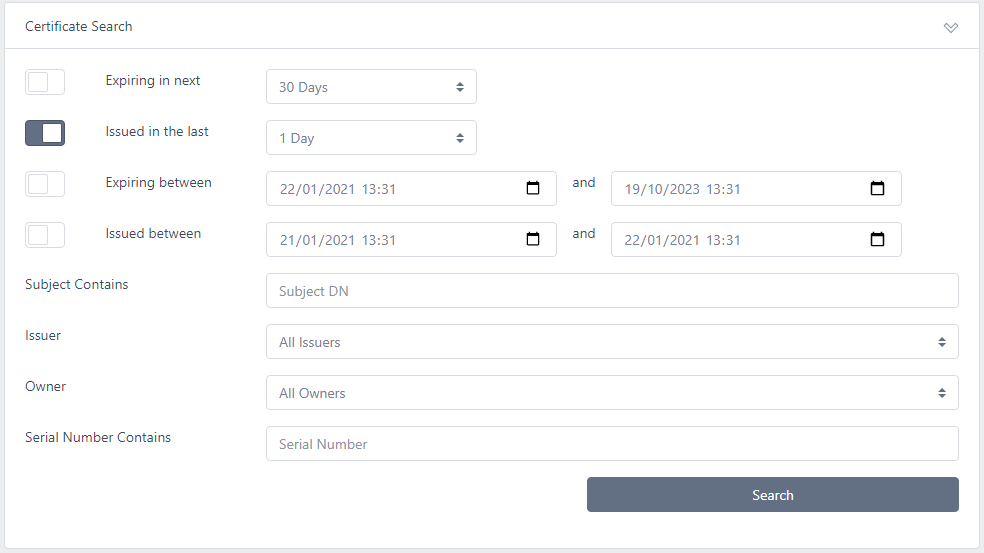 Certificate Search
Expiring in next 30 Days
Issued in the last 1 Day
Expiring between 22/01/2021 13:31 and 19/10/2023 13:31
Issued between 21/01/2021 13:31 and 22/01/2021 13:31
Subject Contains Subject DN
Issuer All Issuers
Owner All Owners
Serial Number Contains Serial Number
Search